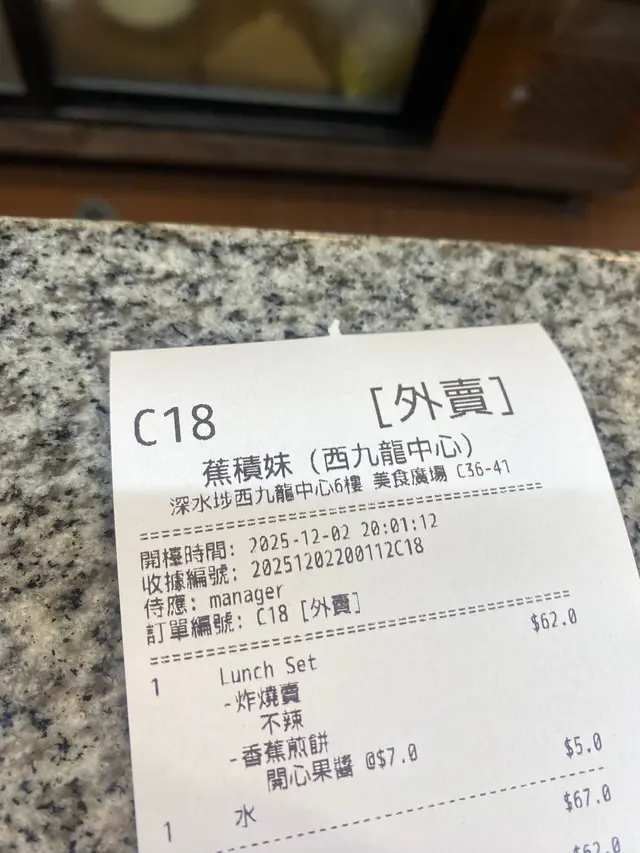 C18 [外賣]
蕉積妹 (西九龍中心)
深水埗西九龍中心6樓 美食廣場 C36-41
開檯時間: 2025-12-02 20:01:12
收據編號: 20251202200112C18
侍應: manager
訂單編號: C18 [外賣]
1 Lunch Set $62.0
-炸燒賣
不辣
-香蕉煎餅
開心果醬 @$7.0
1 水 $5.0
$67.0